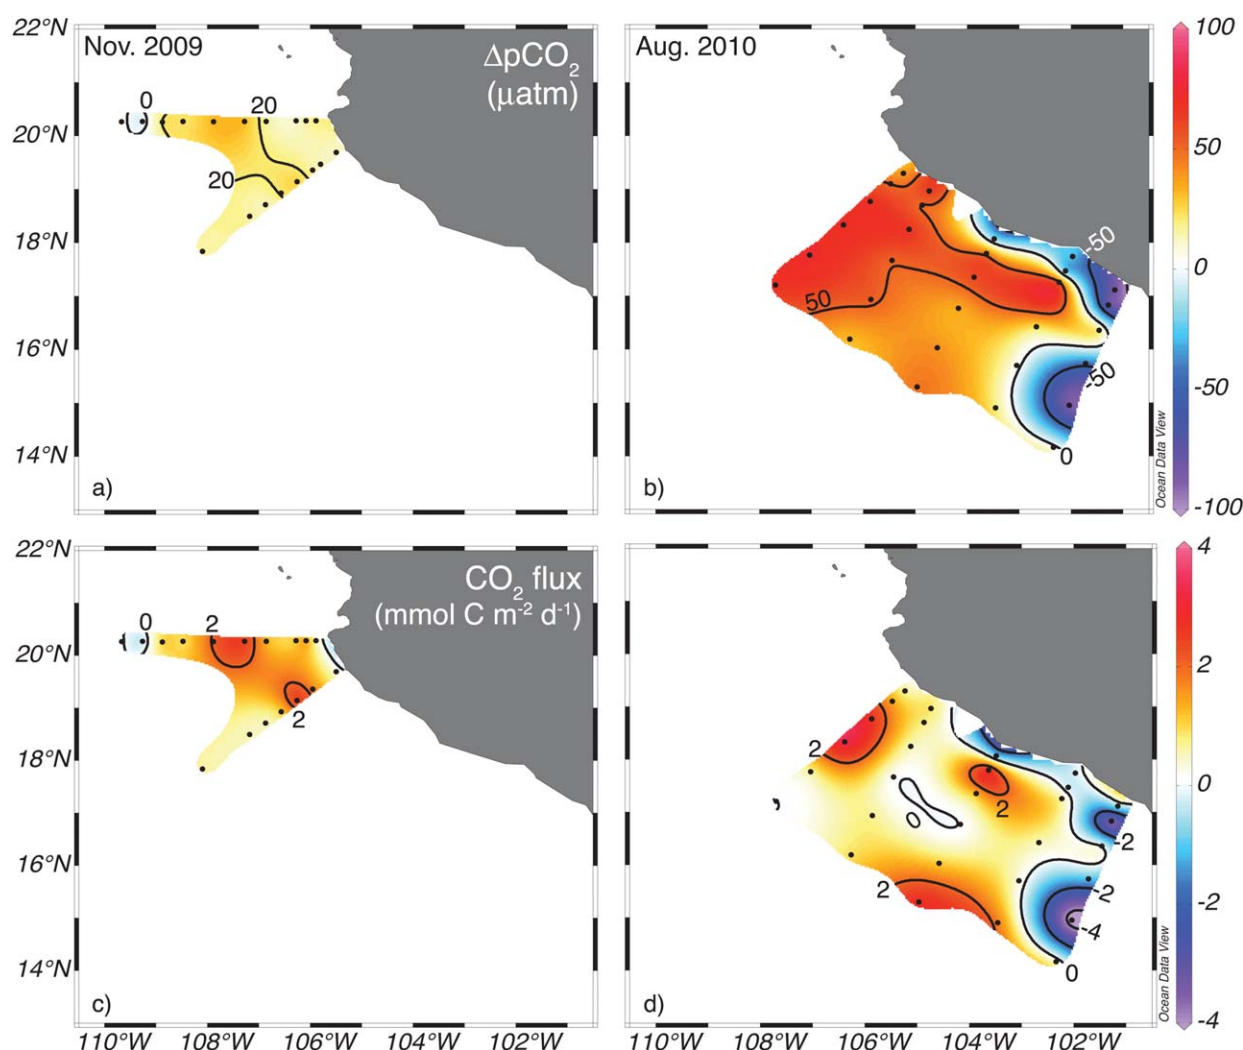 22°N
20°N
18°N
16°N
14°N
Nov. 2009
ΔpCO₂
(μatm)
0
20
20
a)
Aug. 2010
50
-50
-50
0
b)
Ocean Data View
100
50
0
-50
-100
22°N
20°N
18°N
16°N
14°N
CO₂ flux
(mmol C m⁻² d⁻¹)
0
2
2
c)
110°W 108°W 106°W 104°W 102°W
2
2
0
-2
2
-2
-4
0
d)
Ocean Data View
4
2
0
-2
-4
110°W 108°W 106°W 104°W 102°W